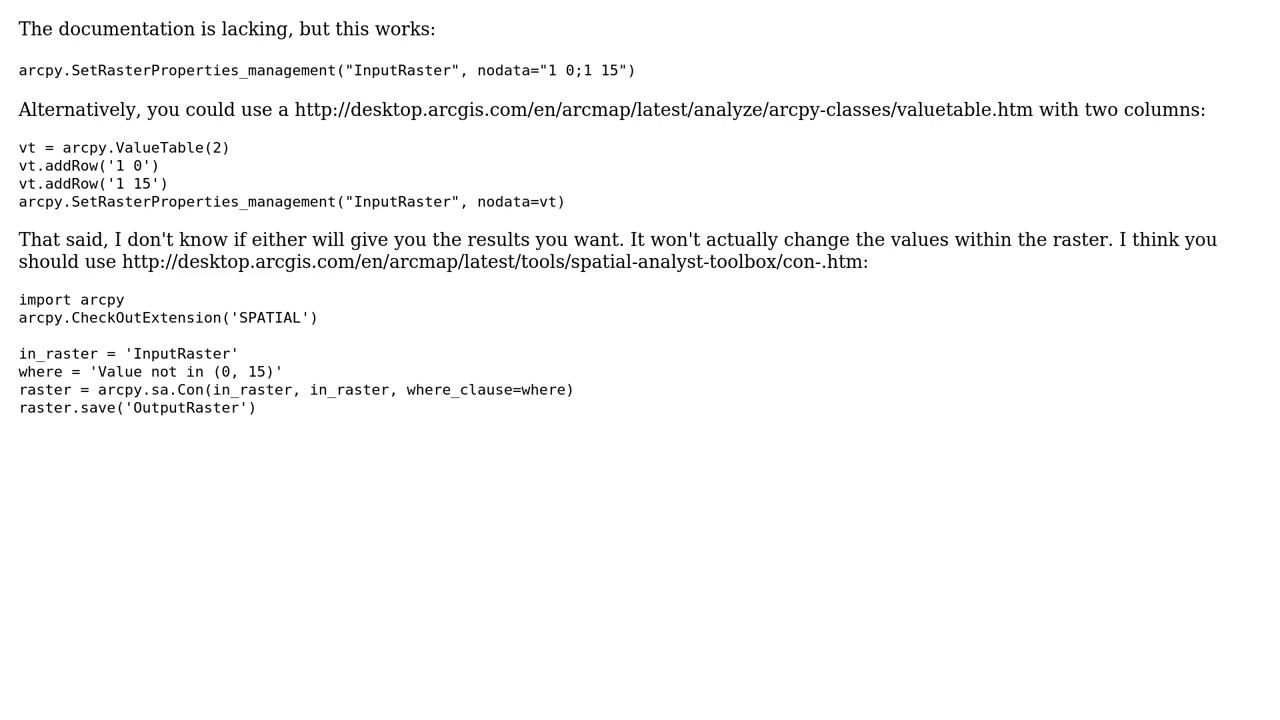 The documentation is lacking, but this works:
arcpy.SetRasterProperties_management("InputRaster", nodata="1 0;1 15")
Alternatively, you could use a http://desktop.arcgis.com/en/arcmap/latest/analyze/arcpy-classes/valuetable.htm with two columns:
vt = arcpy.ValueTable(2)
vt.addRow('1 0')
vt.addRow('1 15')
arcpy.SetRasterProperties_management("InputRaster", nodata=vt)
That said, I don't know if either will give you the results you want. It won't actually change the values within the raster. I think you
should use http://desktop.arcgis.com/en/arcmap/latest/tools/spatial-analyst-toolbox/con-.htm:
import arcpy
arcpy.CheckOutExtension('SPATIAL')
in_raster = 'InputRaster'
where = 'Value not in (0, 15)'
raster = arcpy.sa.Con(in_raster, in_raster, where_clause=where)
raster.save('OutputRaster')